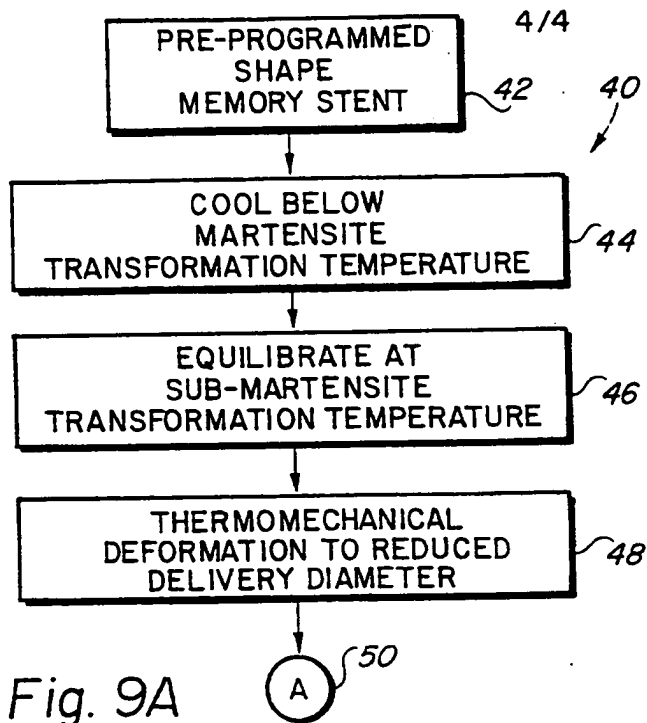 4/4
PRE-PROGRAMMED
SHAPE
MEMORY STENT
42
40
COOL BELOW
MARTENSITE
TRANSFORMATION TEMPERATURE
44
EQUILIBRATE AT
SUB-MARTENSITE
TRANSFORMATION TEMPERATURE
46
THERMOMECHANICAL
DEFORMATION TO REDUCED
DELIVERY DIAMETER
48
A
50
Fig. 9A